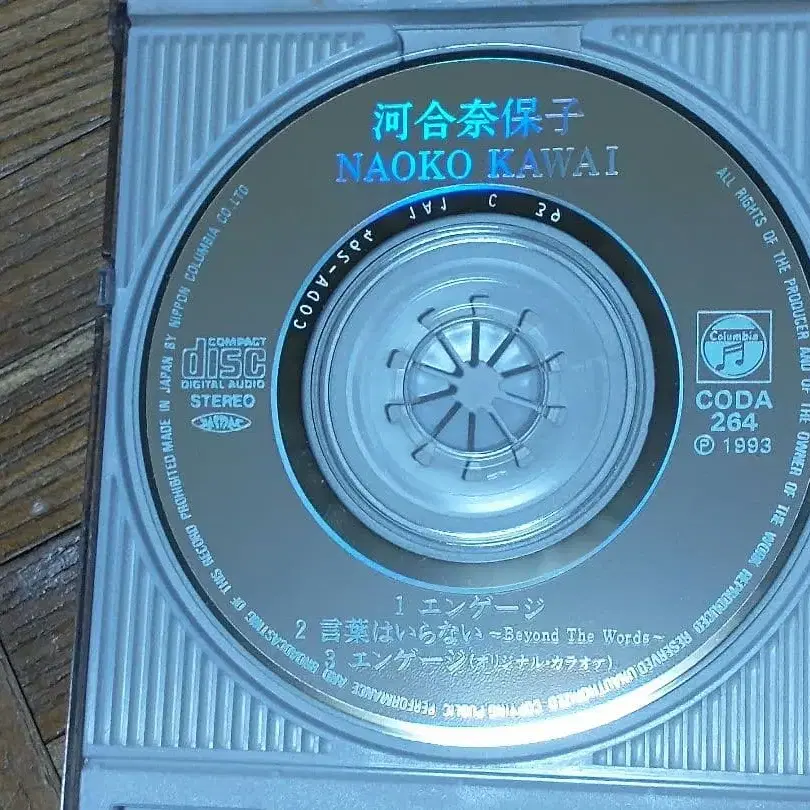 河合奈保子
NAOKO KAWAI
CODA-264 1A1 C 39
COMPACT
disc
DIGITAL AUDIO
STEREO
JASRAC
Columbia
CODA
264
Ⓟ 1993
1 エンゲージ
2 言葉はいらない ~Beyond The Words~
3 エンゲージ(オリジナル・カラオケ)
ALL RIGHTS OF THE PRODUCER AND OF THE OWNER OF THE WORK REPRODUCED RESERVED.UNAUTHORIZED COPYING,PUBLIC PERFORMANCE AND BROADCASTING OF THIS RECORD PROHIBITED MADE IN JAPAN BY NIPPON COLUMBIA CO.,LTD.